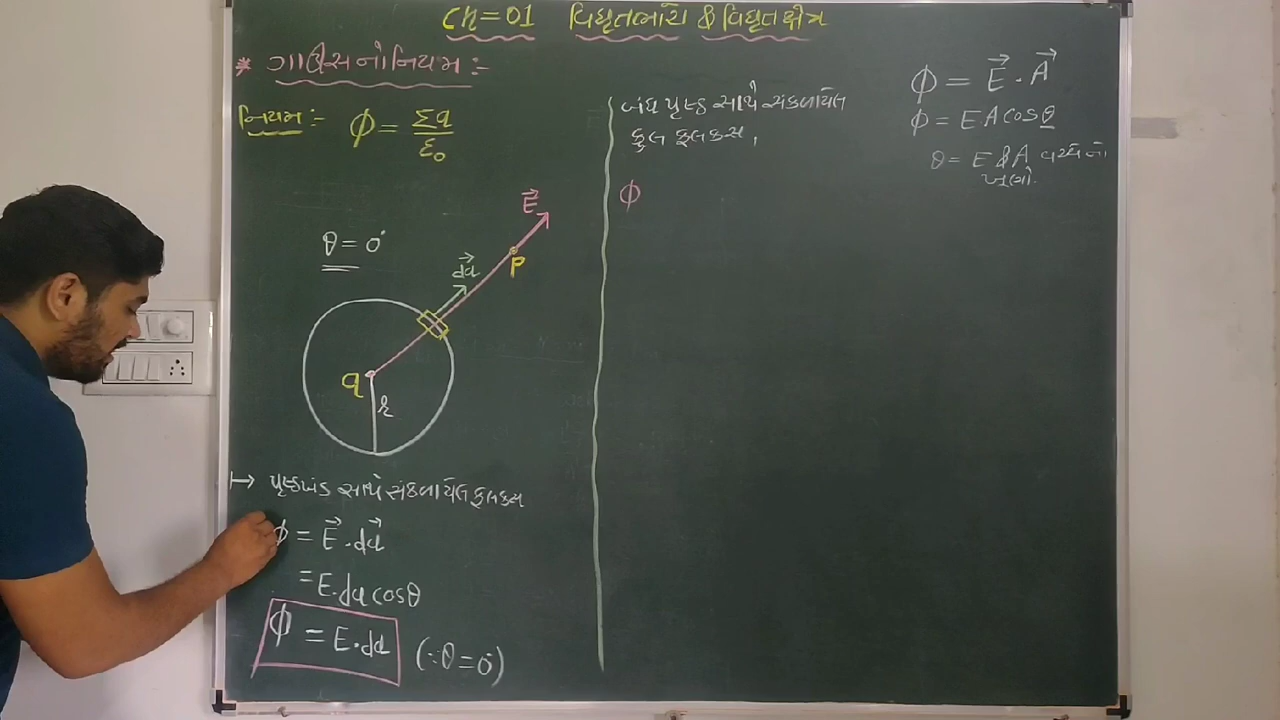 Ch=01 વિદ્યુતભારો & વિદ્યુતક્ષેત્ર
* ગાઉસ નો નિયમ :-
નિયમ :- ϕ = Σq / ε₀
θ = 0°
E⃗
P
da⃗
q
r
↦ પૃષ્ઠખંડ સાથે સંકળાયેલ ફ્લક્સ
ϕ = E⃗ . da⃗
= E.da cosθ
ϕ = E.da (∵θ=0°)
બંધ પૃષ્ઠ સાથે સંકળાયેલ
કુલ ફ્લક્સ,
ϕ
ϕ = E⃗ . A⃗
ϕ = EA cosθ
θ = E & A વચ્ચે નો
ખૂણો.